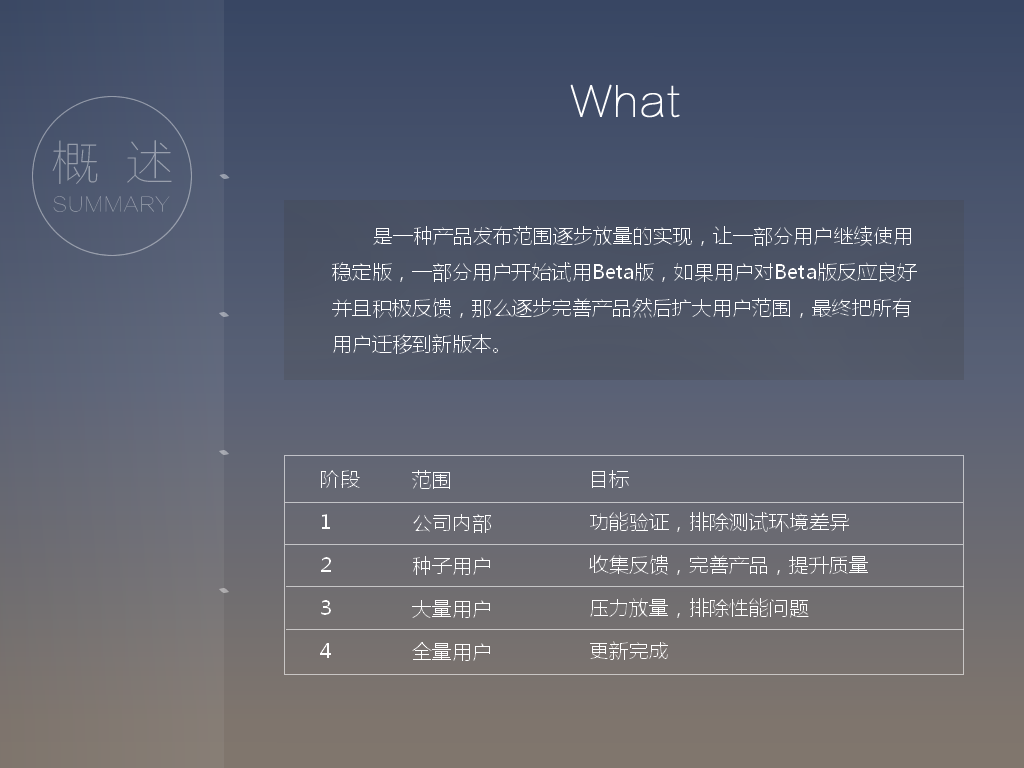 概 述
SUMMARY
What
是一种产品发布范围逐步放量的实现，让一部分用户继续使用
稳定版，一部分用户开始试用Beta版，如果用户对Beta版反应良好
并且积极反馈，那么逐步完善产品然后扩大用户范围，最终把所有
用户迁移到新版本。
阶段 范围 目标
1 公司内部 功能验证，排除测试环境差异
2 种子用户 收集反馈，完善产品，提升质量
3 大量用户 压力放量，排除性能问题
4 全量用户 更新完成